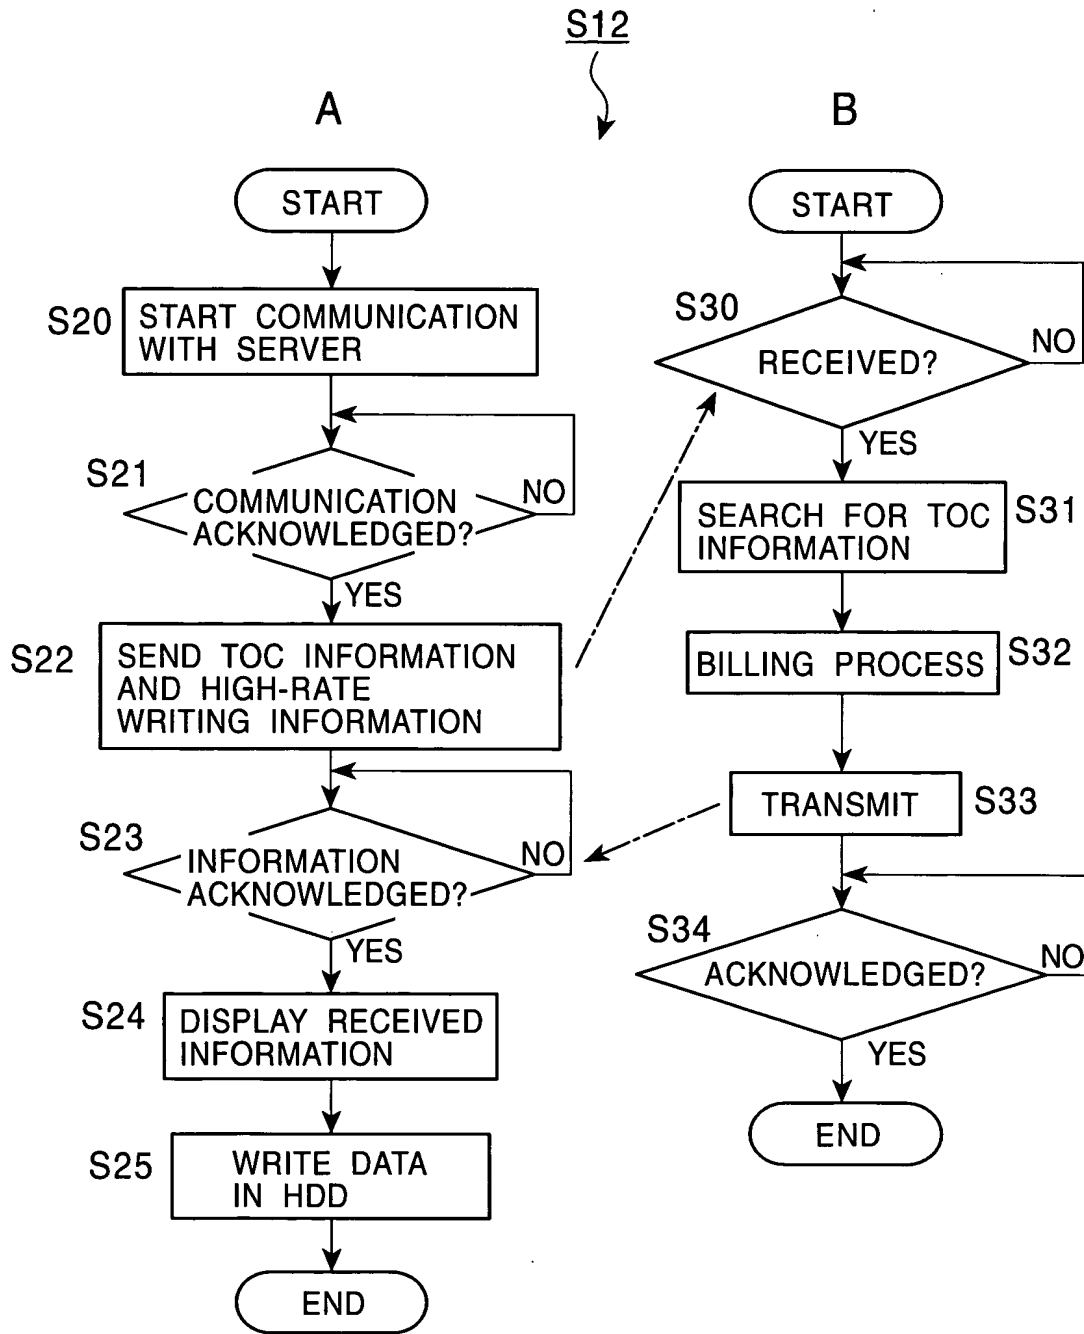 S12
A
START
S20
START COMMUNICATION
WITH SERVER
S21
COMMUNICATION
ACKNOWLEDGED?
NO
YES
S22
SEND TOC INFORMATION
AND HIGH-RATE
WRITING INFORMATION
S23
INFORMATION
ACKNOWLEDGED?
NO
YES
S24
DISPLAY RECEIVED
INFORMATION
S25
WRITE DATA
IN HDD
END
B
START
S30
RECEIVED?
NO
YES
SEARCH FOR TOC
INFORMATION
S31
BILLING PROCESS
S32
TRANSMIT
S33
S34
ACKNOWLEDGED?
NO
YES
END